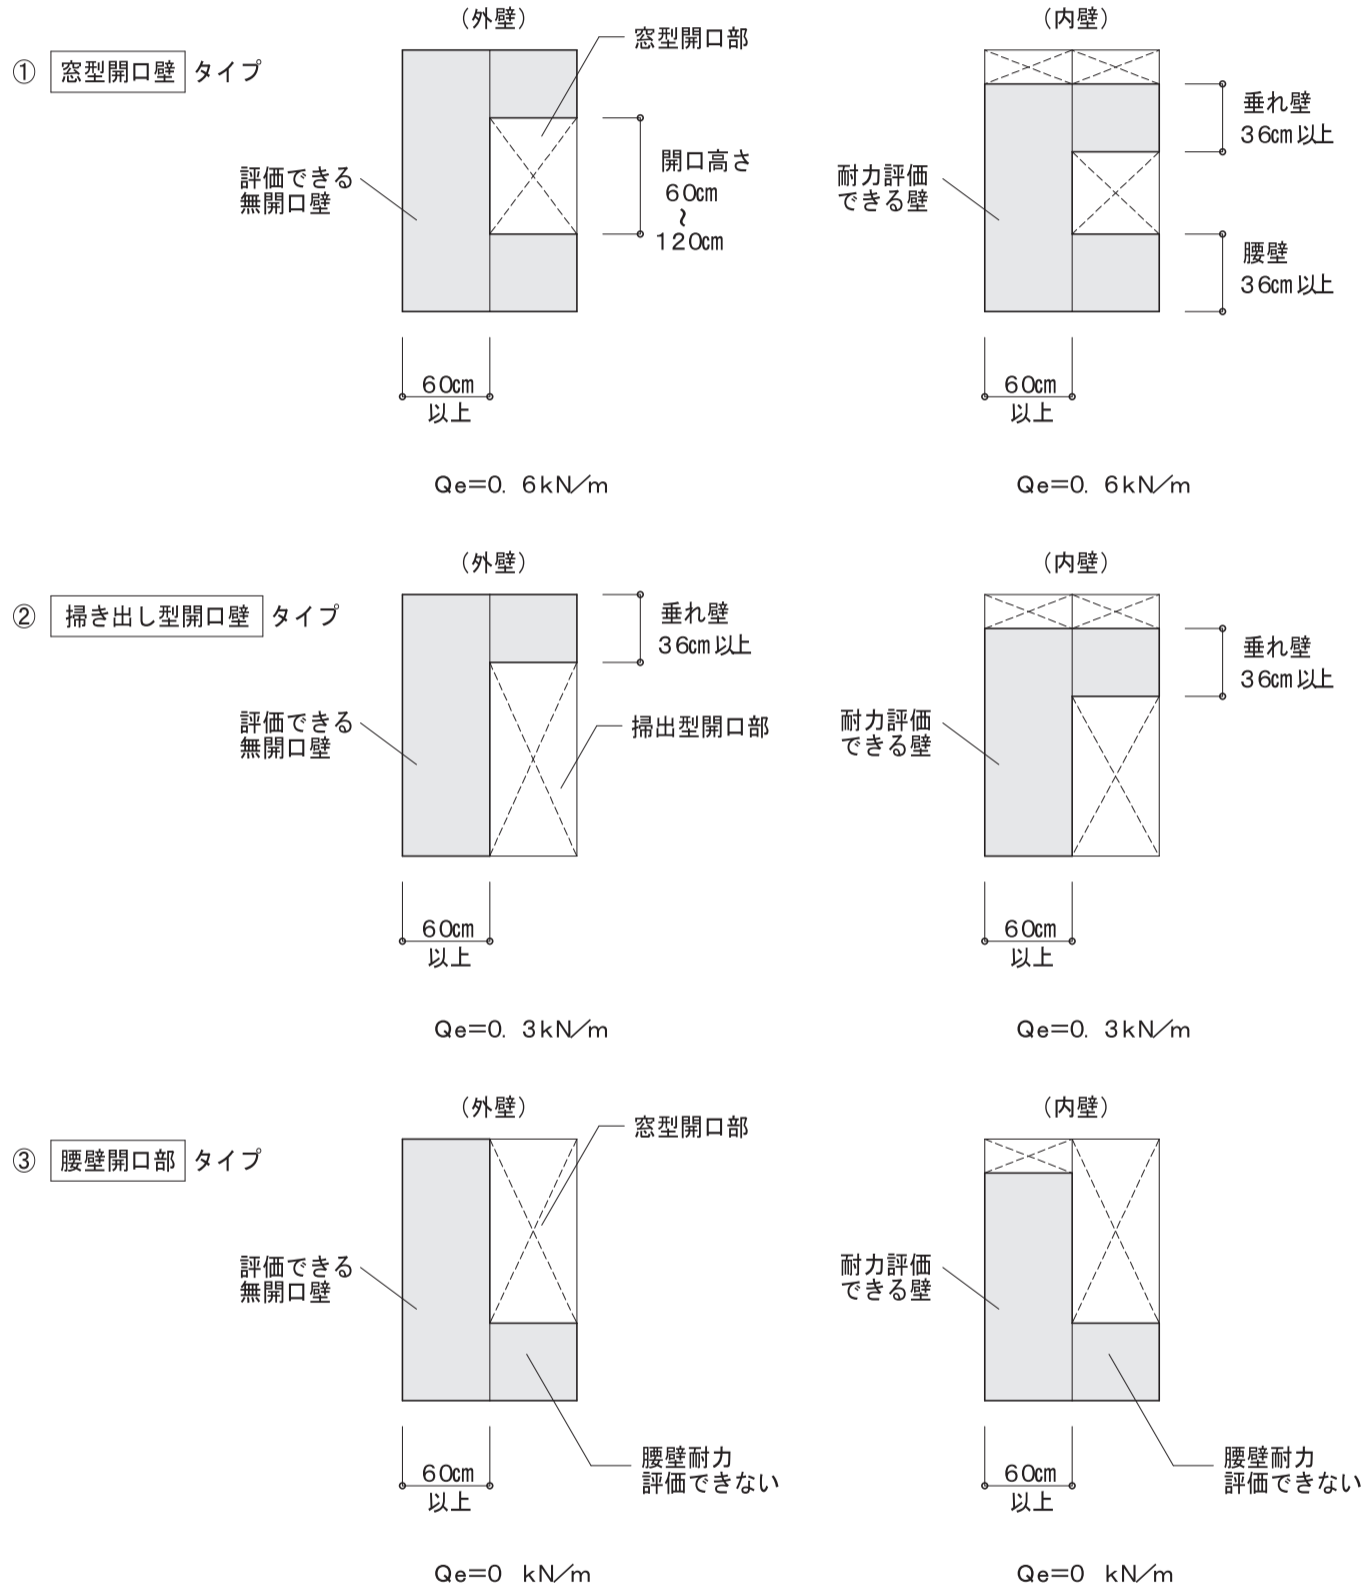 ① 窓型開口壁 タイプ
（外壁）
窓型開口部
評価できる
無開口壁
開口高さ
60cm
〜
120cm
60cm
以上
Qe=0. 6kN/m
（内壁）
耐力評価
できる壁
垂れ壁
36cm以上
腰壁
36cm以上
60cm
以上
Qe=0. 6kN/m
② 掃き出し型開口壁 タイプ
（外壁）
垂れ壁
36cm以上
評価できる
無開口壁
掃出型開口部
60cm
以上
Qe=0. 3kN/m
（内壁）
垂れ壁
36cm以上
耐力評価
できる壁
60cm
以上
Qe=0. 3kN/m
③ 腰壁開口部 タイプ
（外壁）
窓型開口部
評価できる
無開口壁
腰壁耐力
評価できない
60cm
以上
Qe=0 kN/m
（内壁）
耐力評価
できる壁
腰壁耐力
評価できない
60cm
以上
Qe=0 kN/m